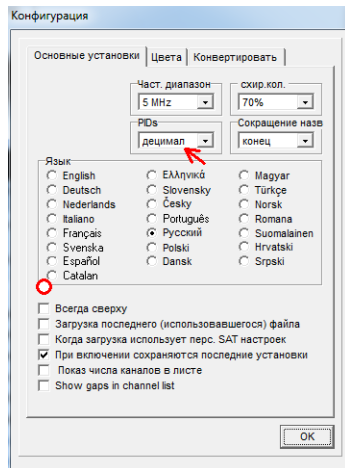 Конфигурация
Основные установки Цвета Конвертировать
Част. диапазон схир.кол.
5 MHz 70%
PIDs Сокращение назв
децимал конец
Язык
English Ελληνικά Magyar
Deutsch Slovensky Türkçe
Nederlands Česky Norsk
Italiano Português Romana
Français Русский Suomalainen
Svenska Polski Hrvatski
Español Dansk Srpski
Catalan
Всегда сверху
Загрузка последнего (использовавшегося) файла
Когда загрузка использует перс. SAT настроек
При включении сохраняются последние установки
Показ числа каналов в листе
Show gaps in channel list
OK